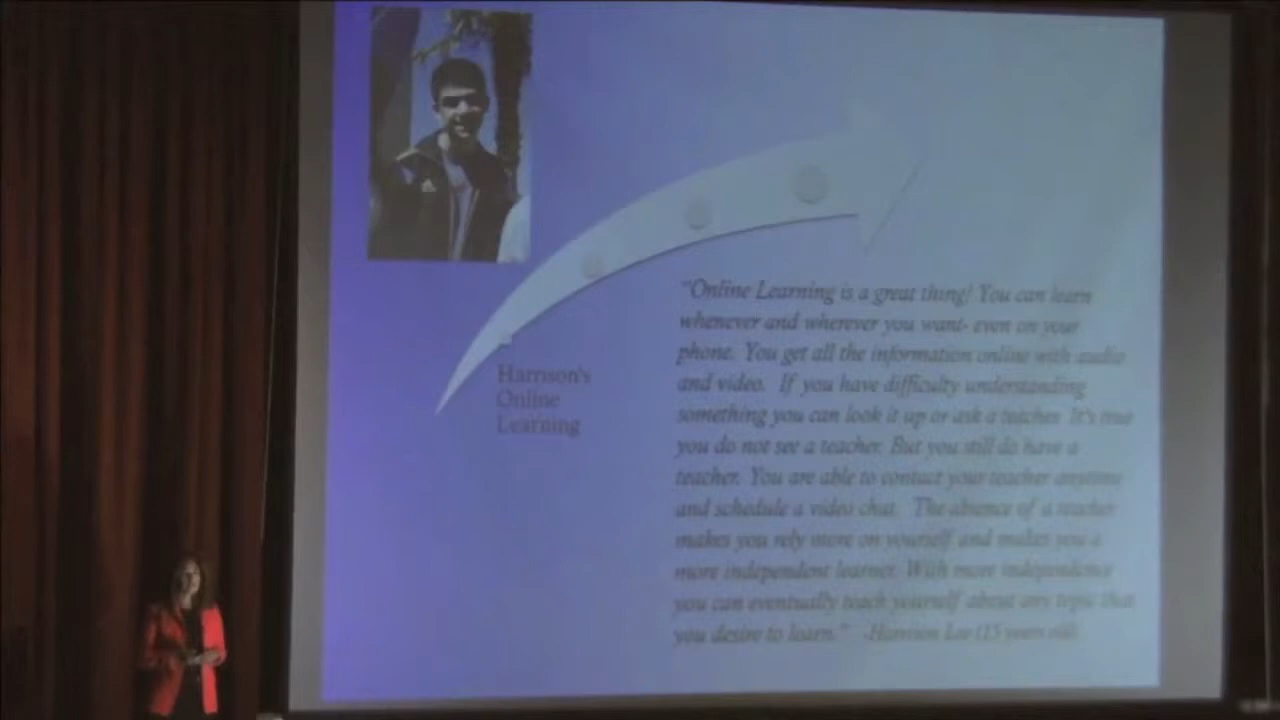 Harrison's
Online
Learning
"Online Learning is a great thing! You can learn
whenever and wherever you want- even on your
phone. You get all the information online with audio
and video. If you have difficulty understanding
something you can look it up or ask a teacher. It's true
you do not see a teacher. But you still do have a
teacher. You are able to contact your teacher anytime
and schedule a video chat. The absence of a teacher
makes you rely more on yourself and makes you a
more independent learner. With more independence
you can eventually teach yourself about any topic that
you desire to learn." -Harrison Lee (15 years old)